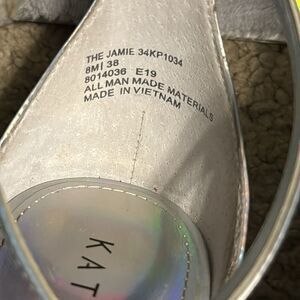 THE JAMIE 34KP1034
8M| 38
8014036 E19
ALL MAN MADE MATERIALS
MADE IN VIETNAM
KAT